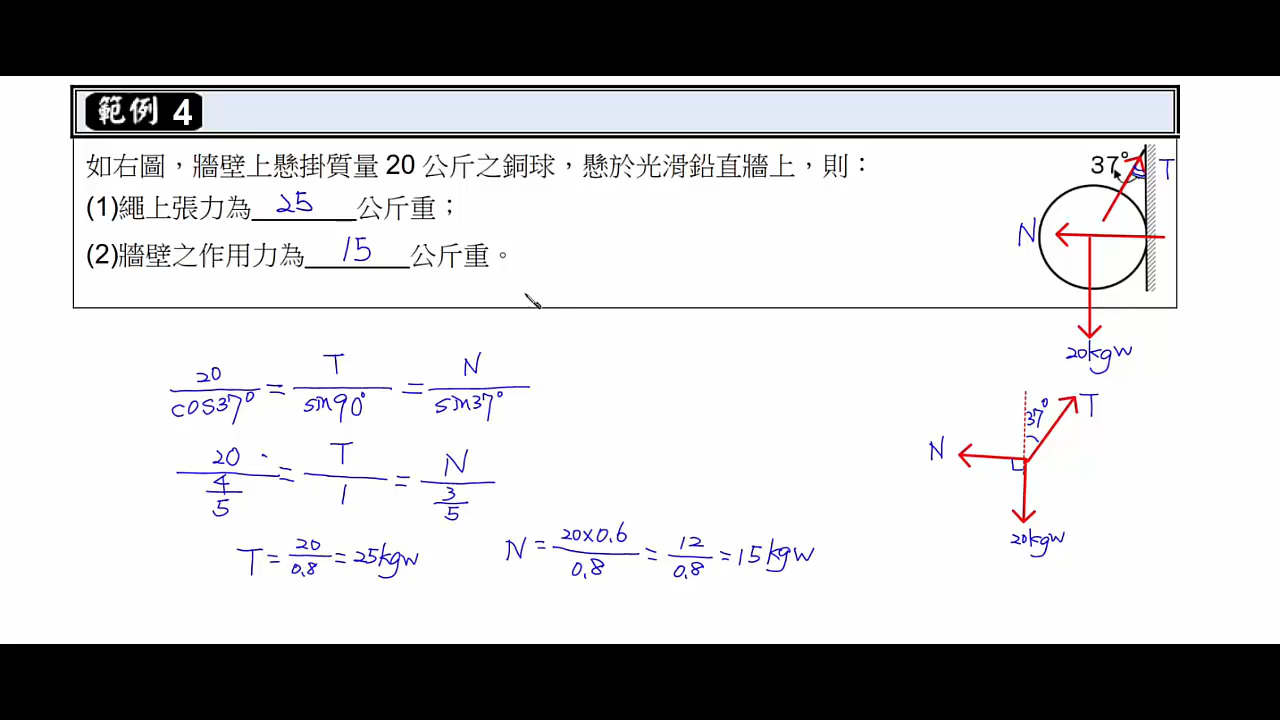 範例 4
如右圖,牆壁上懸掛質量 20 公斤之銅球,懸於光滑鉛直牆上,則:
(1)繩上張力為 25 公斤重;
(2)牆壁之作用力為 15 公斤重。
37°
T
N
20kgw
20/cos37° = T/sin90° = N/sin37°
20/(4/5) = T/1 = N/(3/5)
T = 20/0.8 = 25kgw
N = 20×0.6/0.8 = 12/0.8 = 15kgw
37°
T
N
20kgw